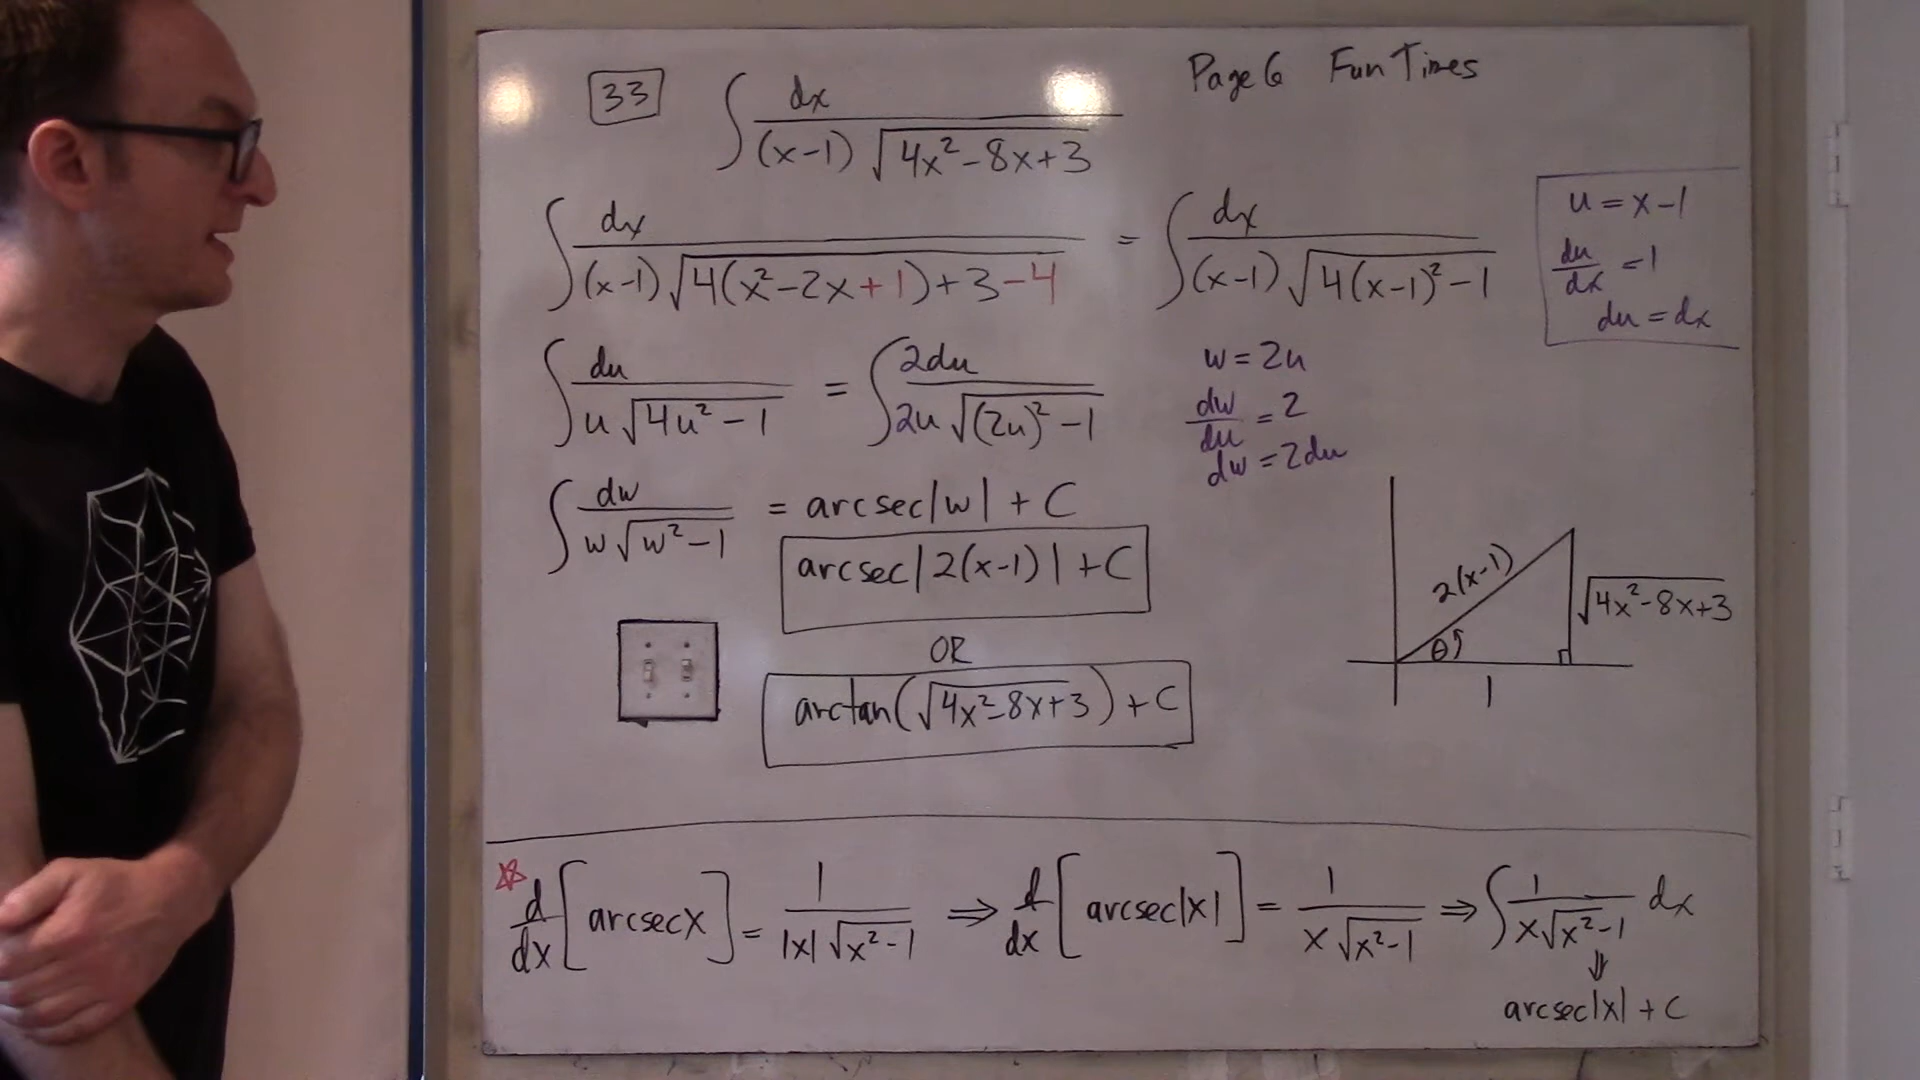 Page 6 Fun Times
33 ∫ dx / ((x-1) √(4x²-8x+3))
∫ dx / ((x-1) √(4(x²-2x+1)+3-4)) = ∫ dx / ((x-1) √(4(x-1)²-1))
u = x-1
du/dx = 1
du = dx
∫ du / (u √(4u²-1)) = ∫ 2du / (2u √((2u)²-1))
w = 2u
dw/du = 2
dw = 2du
∫ dw / (w √(w²-1)) = arcsec|w| + C
arcsec|2(x-1)| + C
OR
arctan(√(4x²-8x+3)) + C
2(x-1)
√(4x²-8x+3)
θ
1
d/dx [arcsec x] = 1 / (|x| √(x²-1)) ⇒ d/dx [arcsec|x|] = 1 / (x √(x²-1)) ⇒ ∫ 1 / (x √(x²-1)) dx
⇓
arcsec|x| + C